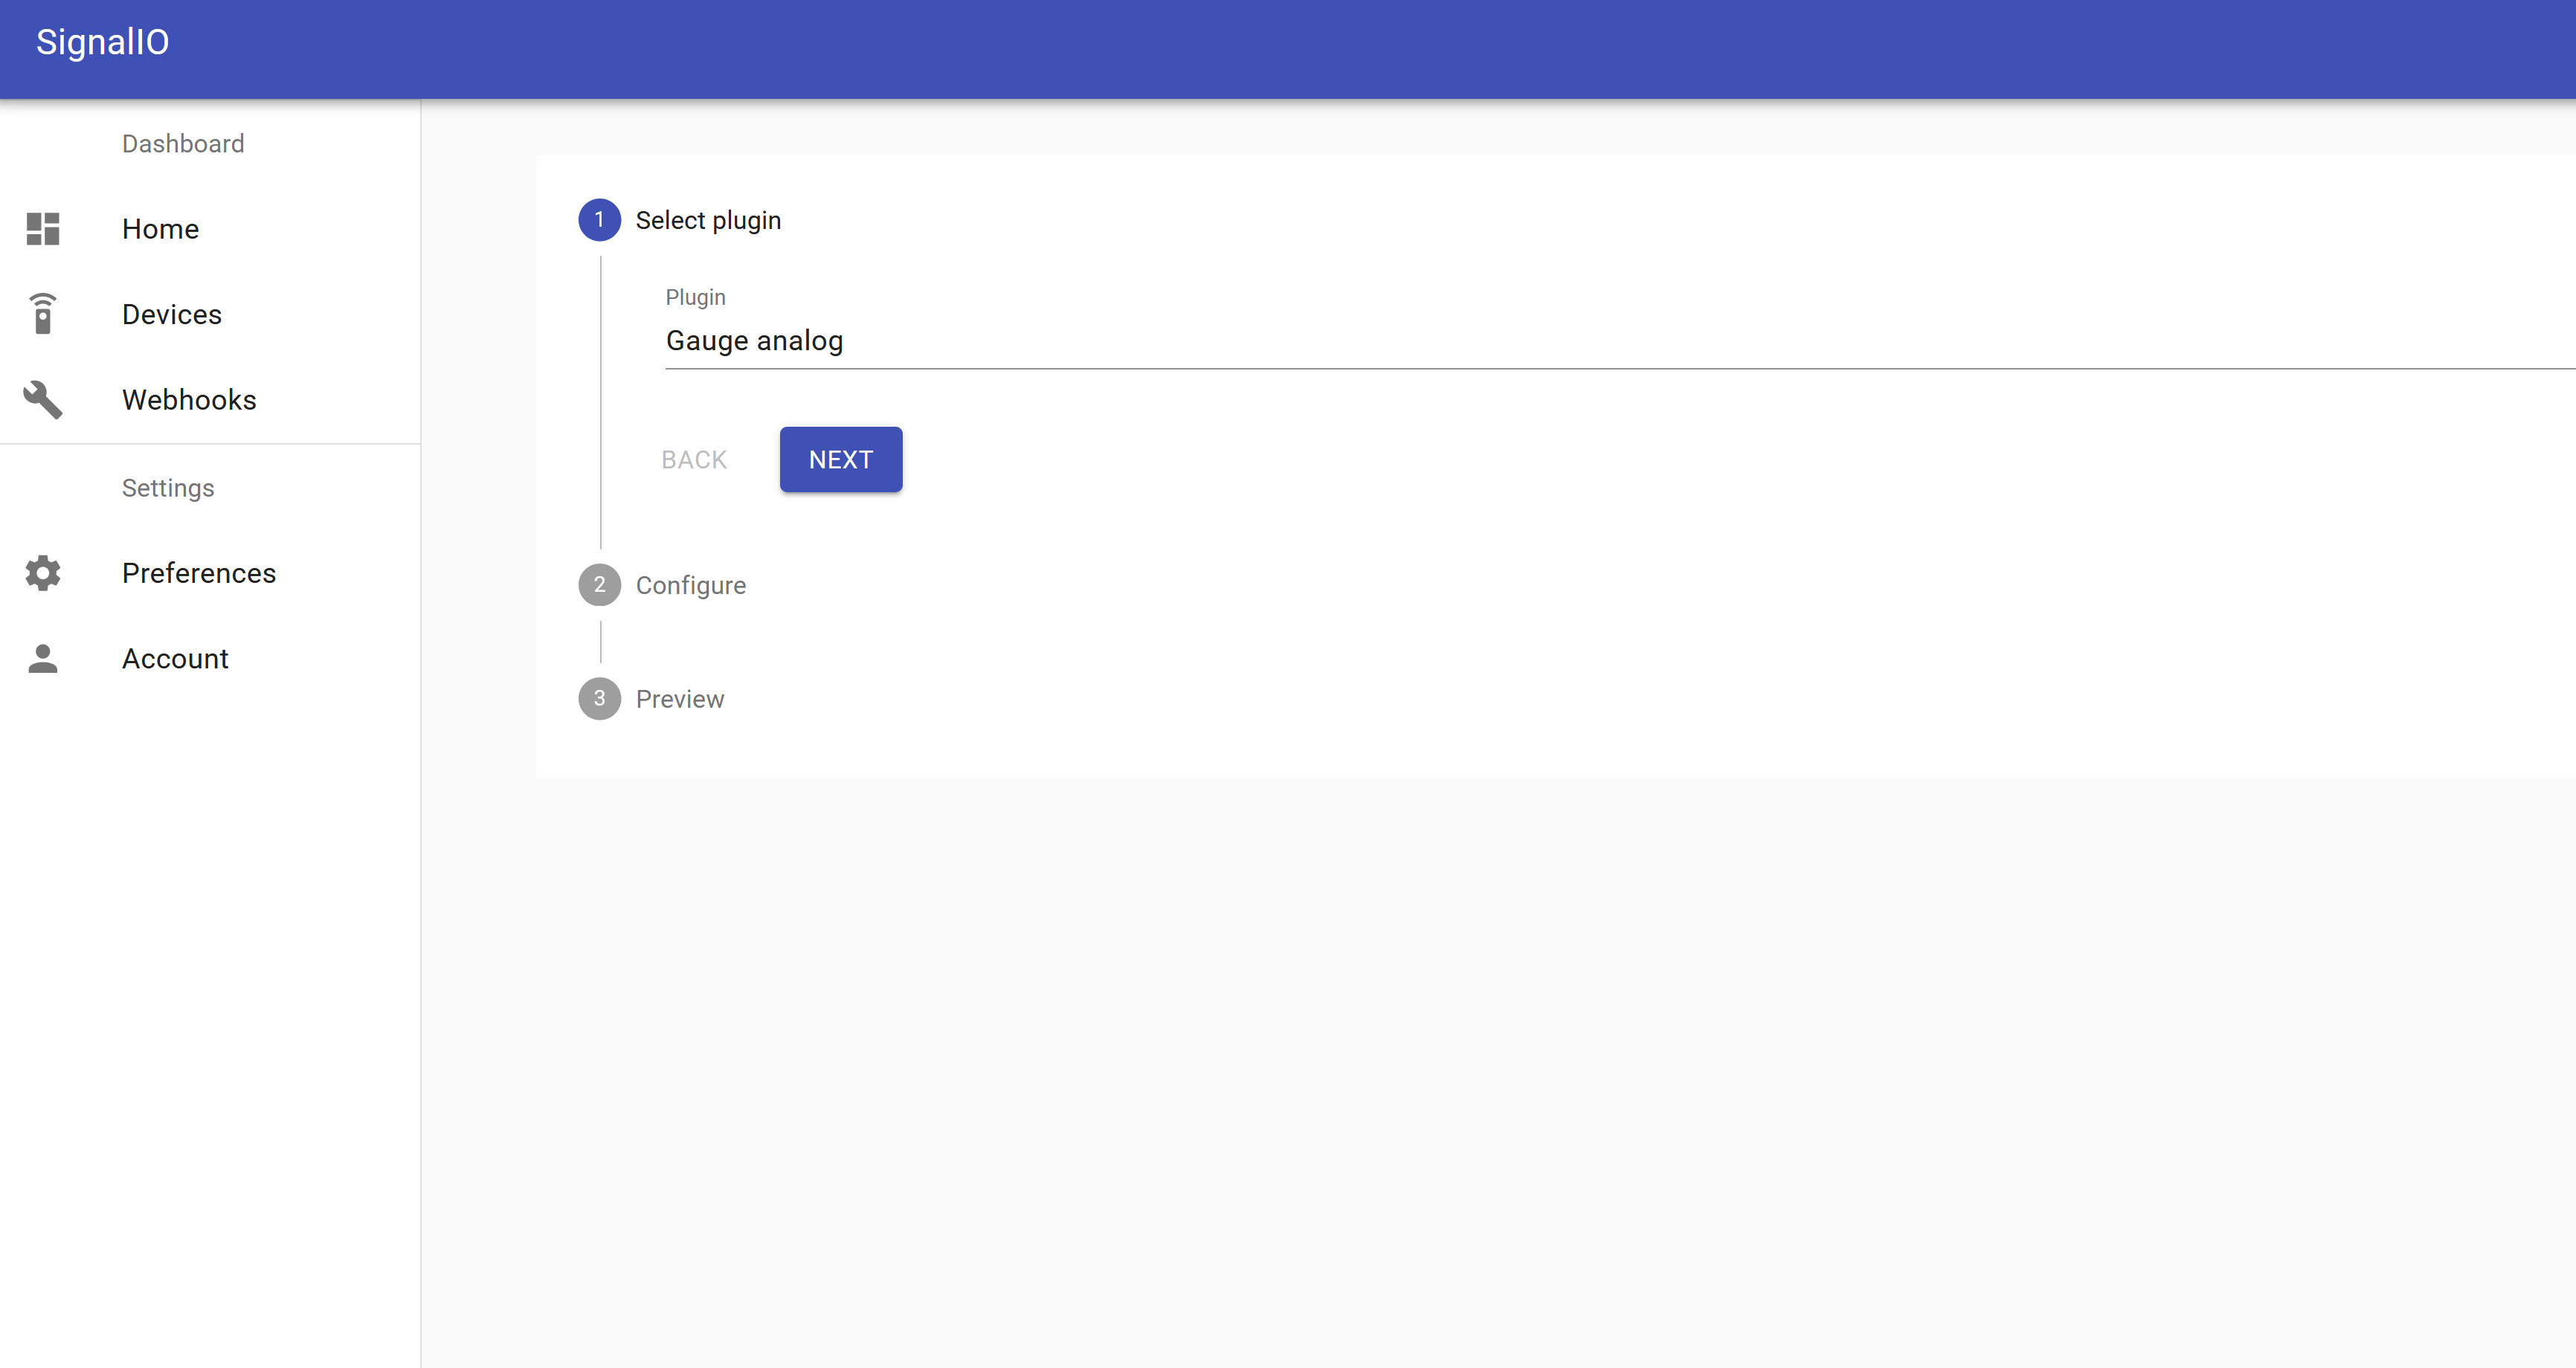 SignalIO
Dashboard
Home
Devices
Webhooks
Settings
Preferences
Account
1 Select plugin
Plugin
Gauge analog
BACK NEXT
2 Configure
3 Preview